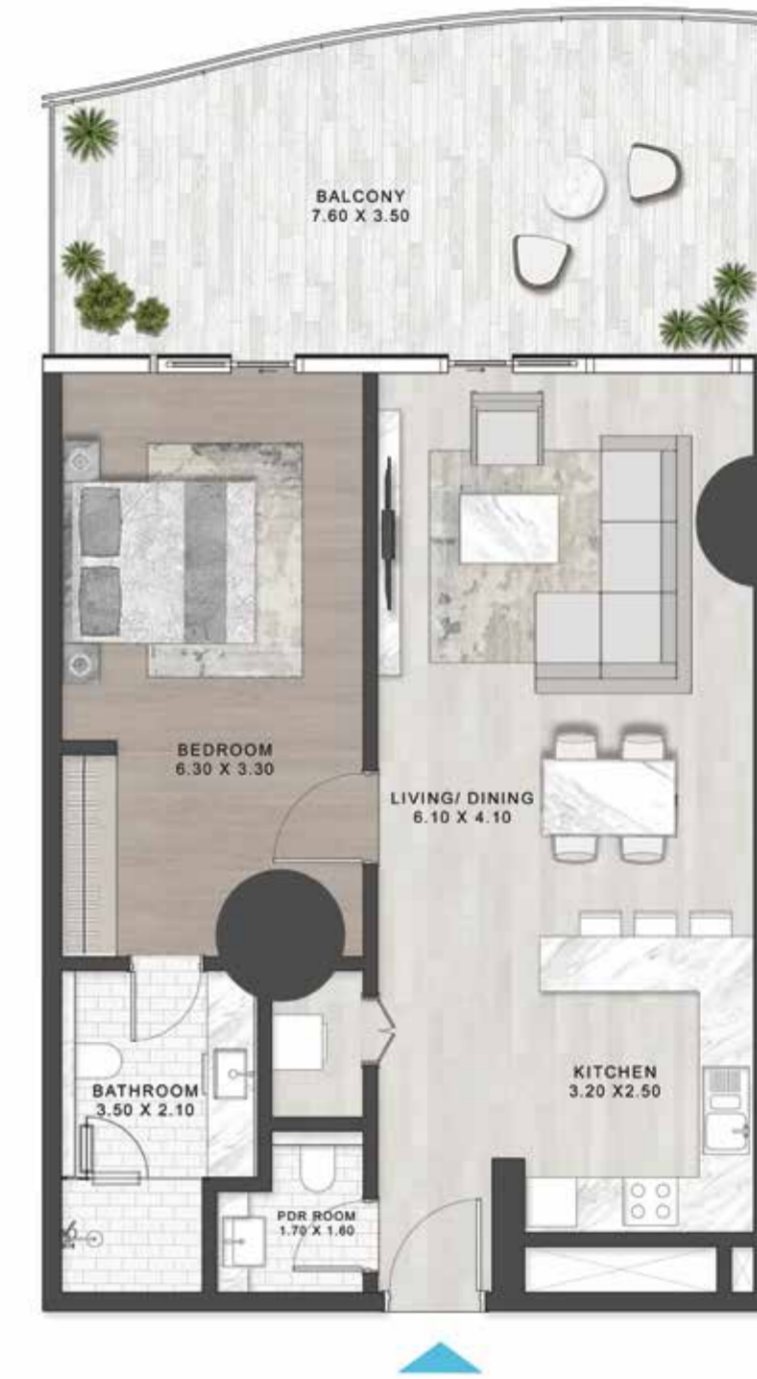 BALCONY
7.60 X 3.50
BEDROOM
6.30 X 3.30
LIVING/ DINING
6.10 X 4.10
KITCHEN
3.20 X2.50
BATHROOM
3.50 X 2.10
PDR ROOM
1.70 X 1.60